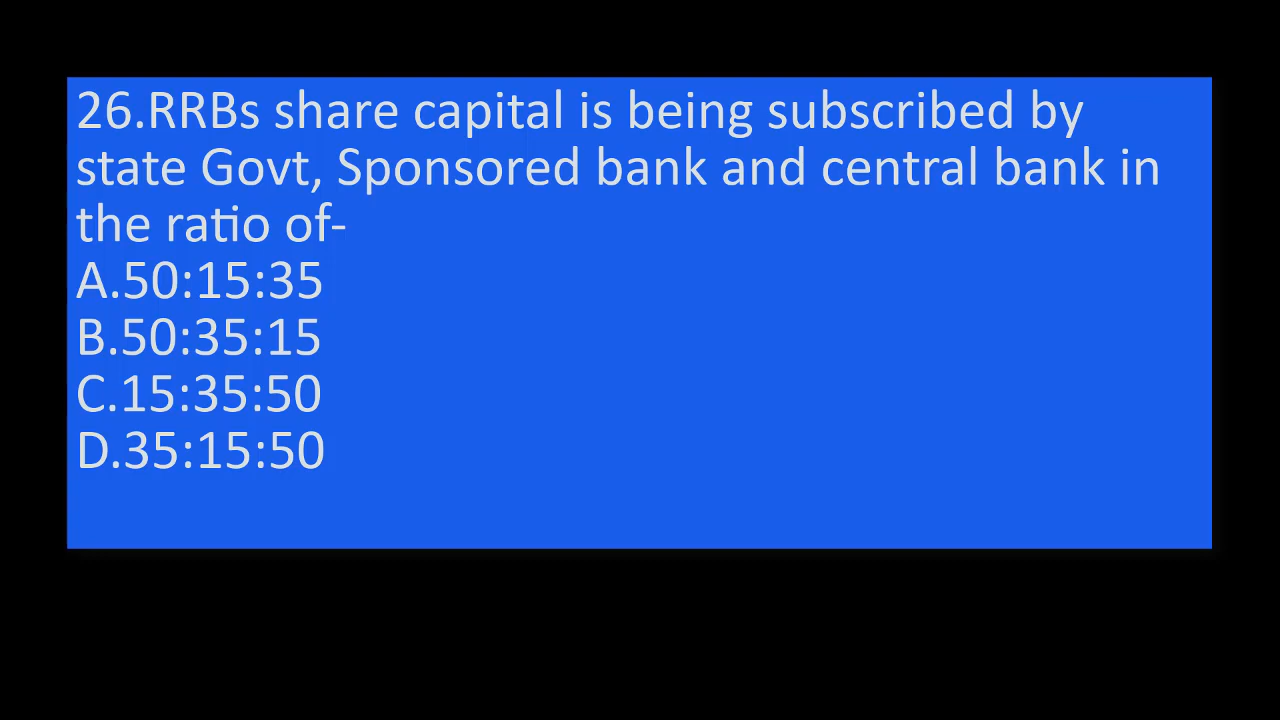 26.RRBs share capital is being subscribed by
state Govt, Sponsored bank and central bank in
the ratio of-
A.50:15:35
B.50:35:15
C.15:35:50
D.35:15:50